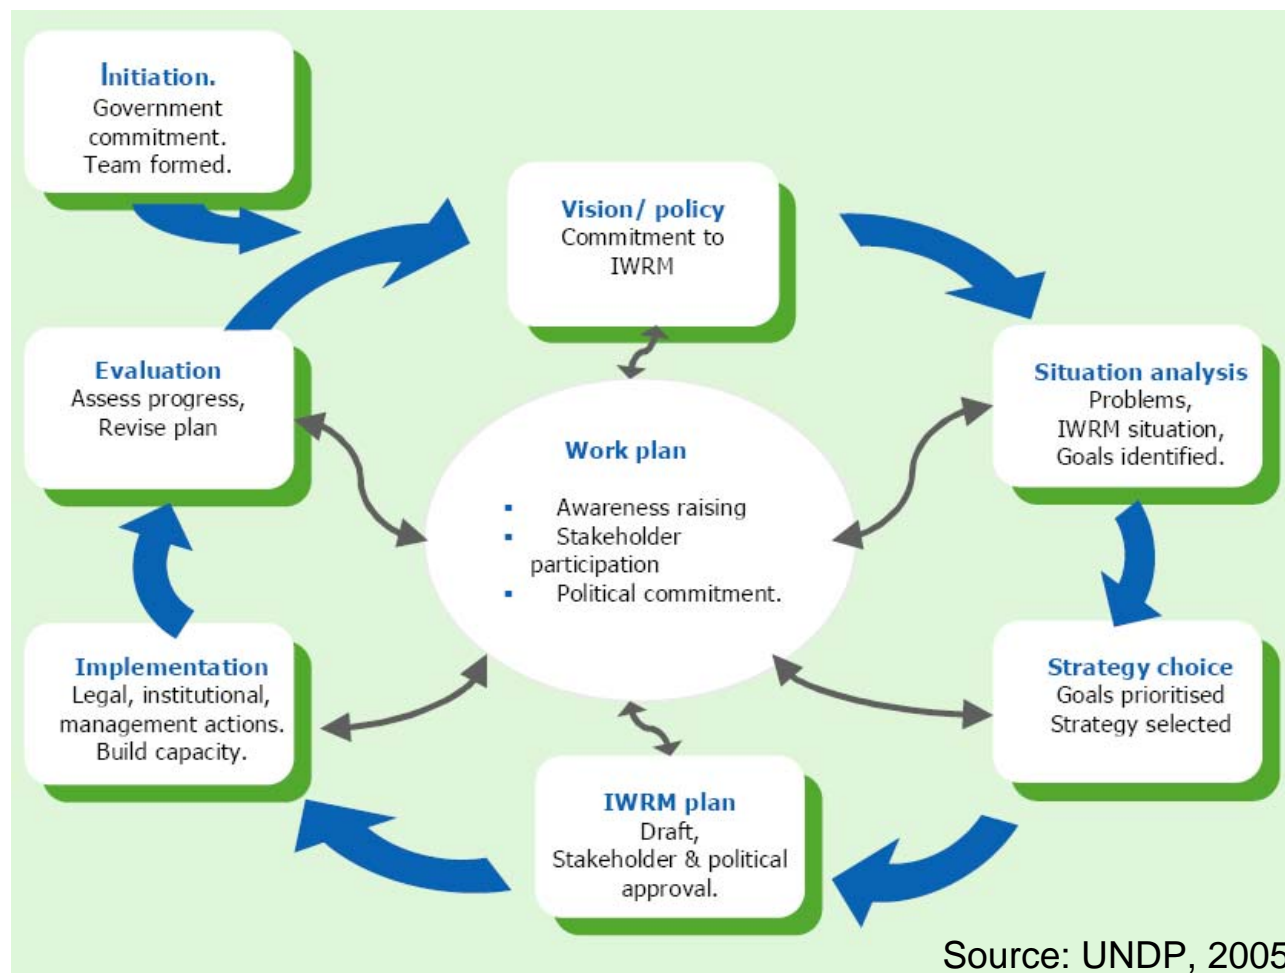 Initiation.
Government
commitment.
Team formed.
Vision/ policy
Commitment to
IWRM
Evaluation
Assess progress,
Revise plan
Situation analysis
Problems,
IWRM situation,
Goals identified.
Work plan
▪ Awareness raising
▪ Stakeholder
participation
▪ Political commitment.
Implementation
Legal, institutional,
management actions.
Build capacity.
Strategy choice
Goals prioritised
Strategy selected
IWRM plan
Draft,
Stakeholder & political
approval.
Source: UNDP, 2005